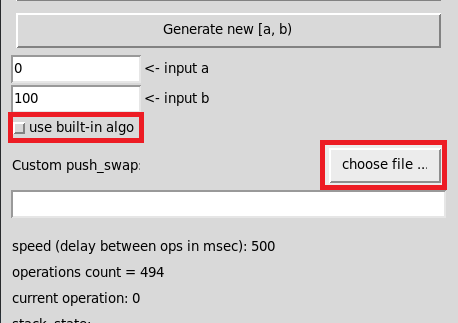 Generate new [a, b)
0 <- input a
100 <- input b
use built-in algo
Custom push_swap:
choose file ...
speed (delay between ops in msec): 500
operations count = 494
current operation: 0
stack_state: